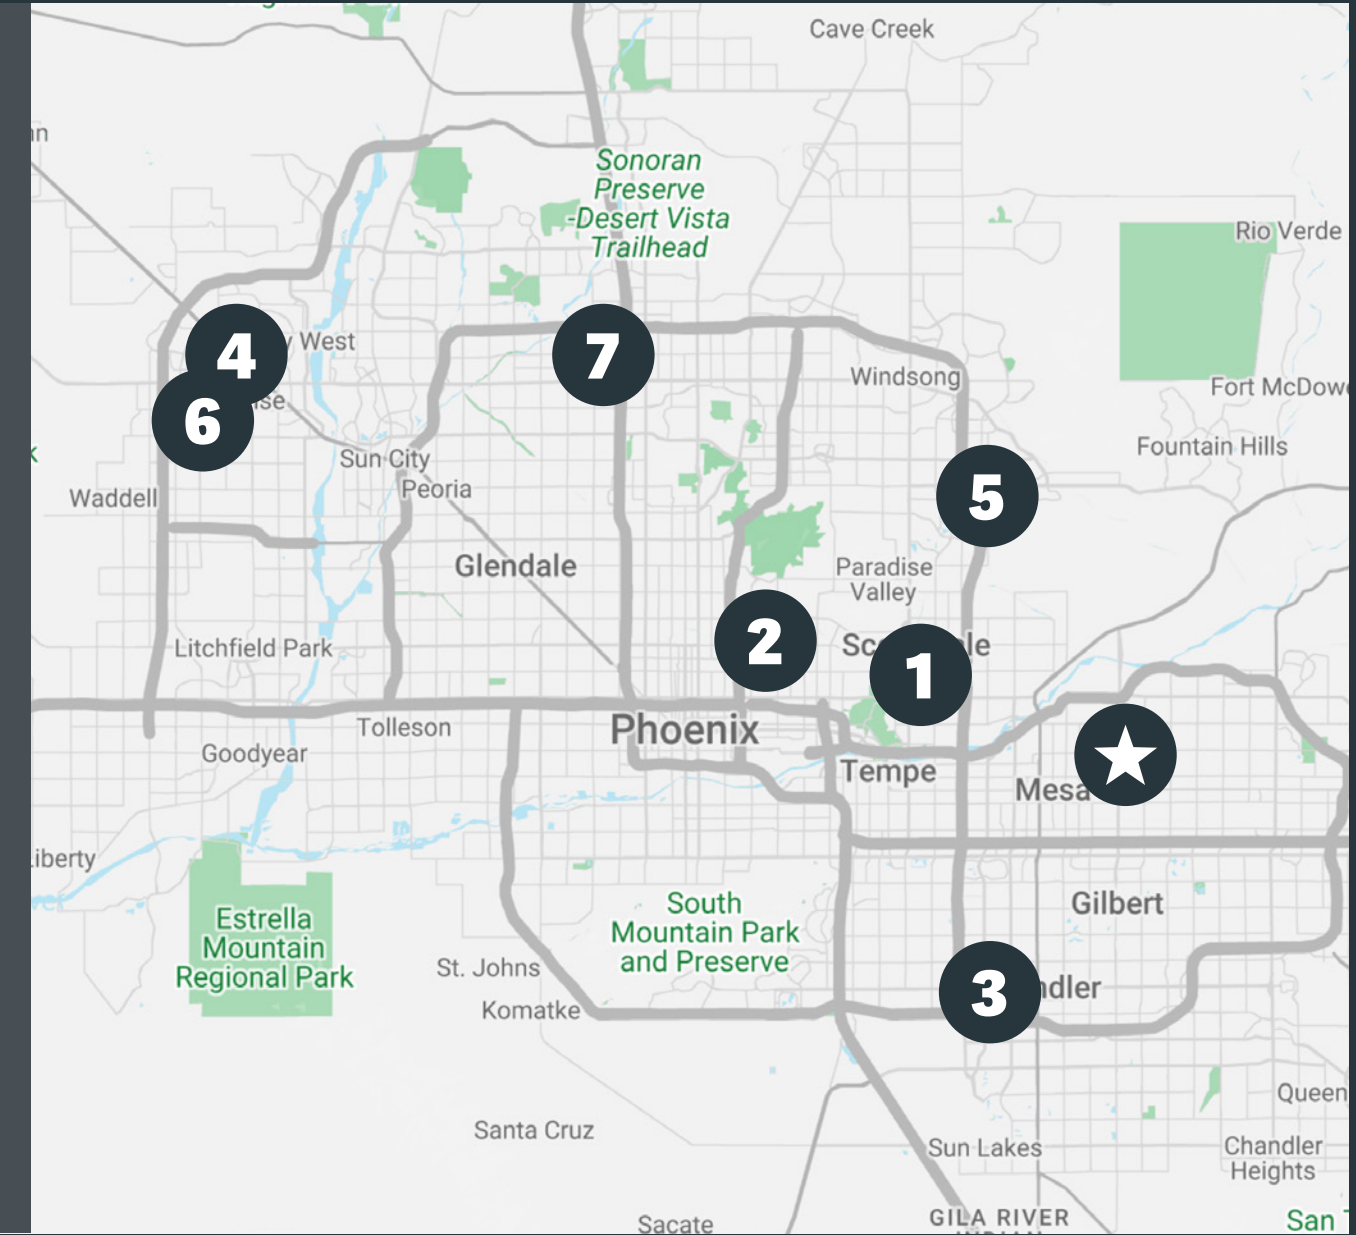 Cave Creek
Sonoran
Preserve
-Desert Vista
Trailhead
Rio Verde
4
West
7
Windsong
Fort McDowe
6
Fountain Hills
Sun City
Peoria
Waddell
5
Glendale
Paradise
Valley
2
Litchfield Park
1
Phoenix
Tolleson
Goodyear
Tempe
Mesa
Liberty
Gilbert
Estrella
Mountain
Regional Park
South
Mountain Park
and Preserve
St. Johns
3
ndler
Komatke
Queen
Santa Cruz
Sun Lakes
Chandler
Heights
Sacate
GILA RIVER
San